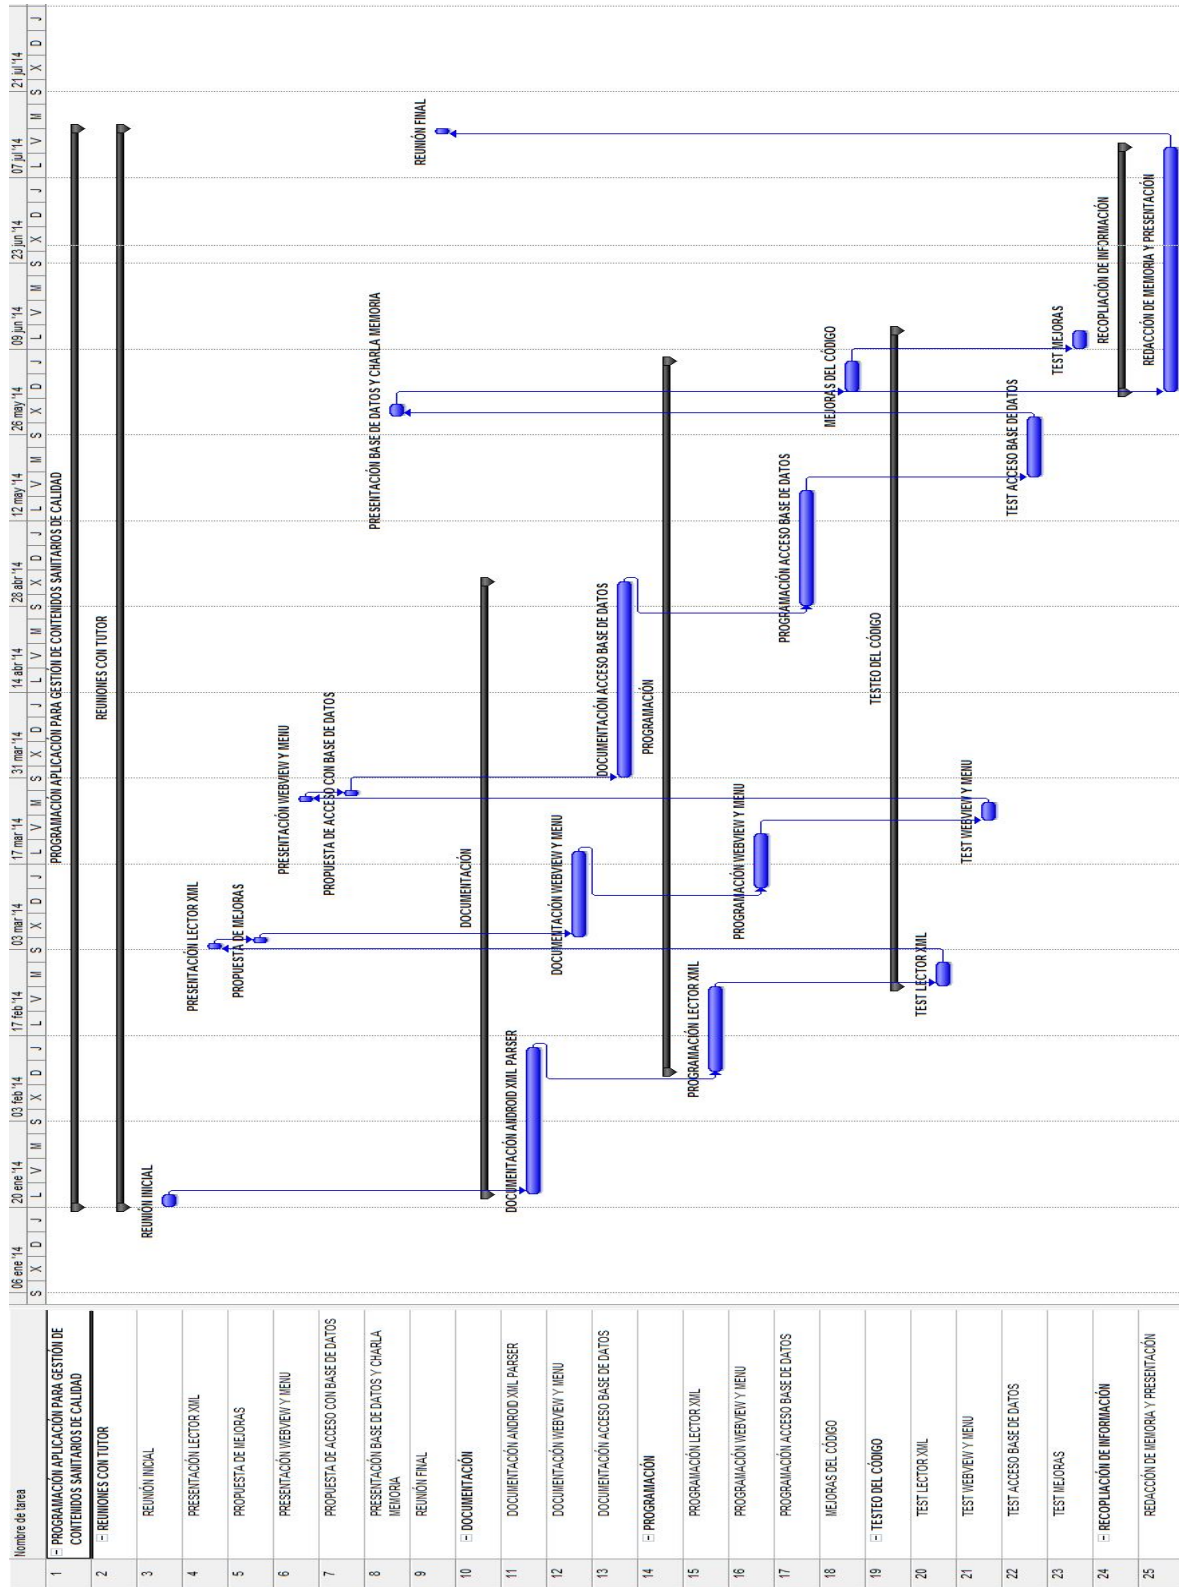 Nombre de tarea
06 ene '14 20 ene '14 03 feb '14 17 feb '14 03 mar '14 17 mar '14 31 mar '14 14 abr '14 28 abr '14 12 may '14 26 may '14 09 jun '14 23 jun '14 07 jul '14 21 jul '14
S X D J L V M S X D J L V M S X D J L V M S X D J L V M S X D J L V M S X D J L V M S X D J L V M S X D J
1 PROGRAMACIÓN APLICACIÓN PARA GESTIÓN DE
CONTENIDOS SANITARIOS DE CALIDAD
2 REUNIONES CON TUTOR
3 REUNIÓN INICIAL
4 PRESENTACIÓN LECTOR XML
5 PROPUESTA DE MEJORAS
6 PRESENTACIÓN WEBVIEW Y MENU
7 PROPUESTA DE ACCESO CON BASE DE DATOS
8 PRESENTACIÓN BASE DE DATOS Y CHARLA
MEMORIA
9 REUNIÓN FINAL
10 DOCUMENTACIÓN
11 DOCUMENTACIÓN ANDROID XML PARSER
12 DOCUMENTACIÓN WEBVIEW Y MENU
13 DOCUMENTACIÓN ACCESO BASE DE DATOS
14 PROGRAMACIÓN
15 PROGRAMACIÓN LECTOR XML
16 PROGRAMACIÓN WEBVIEW Y MENU
17 PROGRAMACIÓN ACCESO BASE DE DATOS
18 MEJORAS DEL CÓDIGO
19 TESTEO DEL CÓDIGO
20 TEST LECTOR XML
21 TEST WEBVIEW Y MENU
22 TEST ACCESO BASE DE DATOS
23 TEST MEJORAS
24 RECOPLIACIÓN DE INFORMACIÓN
25 REDACCIÓN DE MEMORIA Y PRESENTACIÓN
PROGRAMACIÓN APLICACIÓN PARA GESTIÓN DE CONTENIDOS SANITARIOS DE CALIDAD
REUNIONES CON TUTOR
REUNIÓN INICIAL
PRESENTACIÓN LECTOR XML
PROPUESTA DE MEJORAS
PRESENTACIÓN WEBVIEW Y MENU
PROPUESTA DE ACCESO CON BASE DE DATOS
PRESENTACIÓN BASE DE DATOS Y CHARLA MEMORIA
REUNIÓN FINAL
DOCUMENTACIÓN
DOCUMENTACIÓN ANDROID XML PARSER
DOCUMENTACIÓN WEBVIEW Y MENU
DOCUMENTACIÓN ACCESO BASE DE DATOS
PROGRAMACIÓN
PROGRAMACIÓN LECTOR XML
PROGRAMACIÓN WEBVIEW Y MENU
PROGRAMACIÓN ACCESO BASE DE DATOS
MEJORAS DEL CÓDIGO
TESTEO DEL CÓDIGO
TEST LECTOR XML
TEST WEBVIEW Y MENU
TEST ACCESO BASE DE DATOS
TEST MEJORAS
RECOPLIACIÓN DE INFORMACIÓN
REDACCIÓN DE MEMORIA Y PRESENTACIÓN